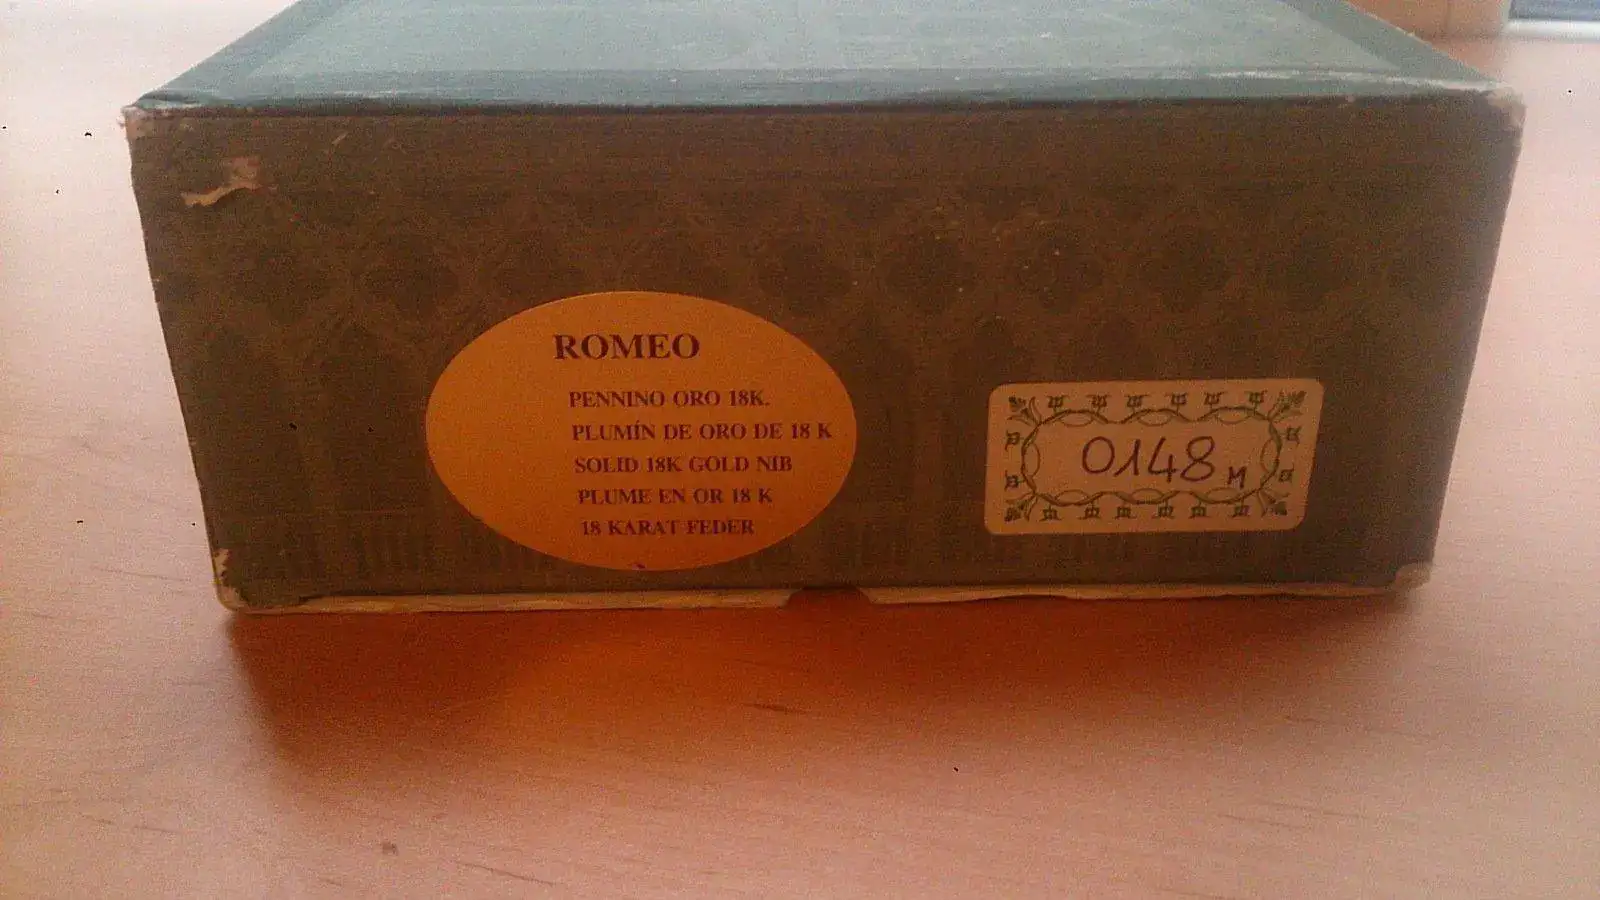 ROMEO
PENNINO ORO 18K.
PLUMÍN DE ORO DE 18 K
SOLID 18K GOLD NIB
PLUME EN OR 18 K
18 KARAT FEDER
0148 M